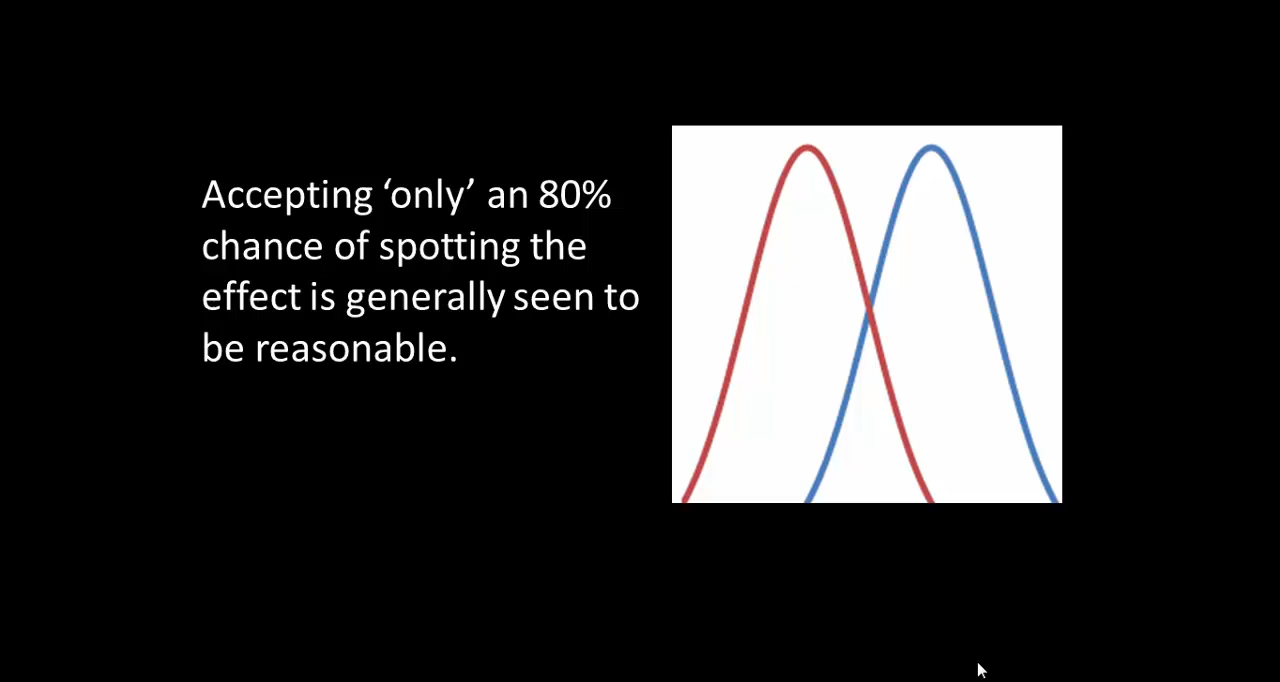 Accepting ‘only’ an 80%
chance of spotting the
effect is generally seen to
be reasonable.